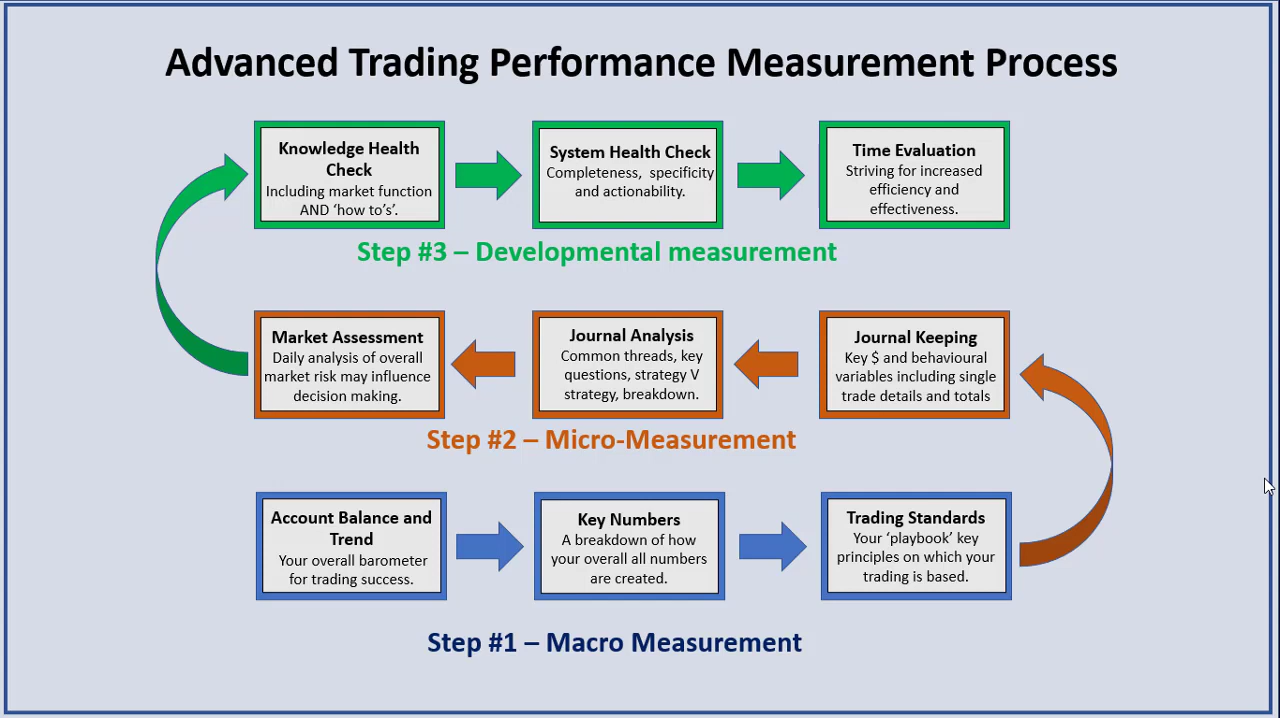 Advanced Trading Performance Measurement Process
Knowledge Health
Check
Including market function
AND ‘how to’s’.
System Health Check
Completeness, specificity
and actionability.
Time Evaluation
Striving for increased
efficiency and
effectiveness.
Step #3 – Developmental measurement
Market Assessment
Daily analysis of overall
market risk may influence
decision making.
Journal Analysis
Common threads, key
questions, strategy V
strategy, breakdown.
Journal Keeping
Key $ and behavioural
variables including single
trade details and totals
Step #2 – Micro-Measurement
Account Balance and
Trend
Your overall barometer
for trading success.
Key Numbers
A breakdown of how
your overall all numbers
are created.
Trading Standards
Your ‘playbook’ key
principles on which your
trading is based.
Step #1 – Macro Measurement